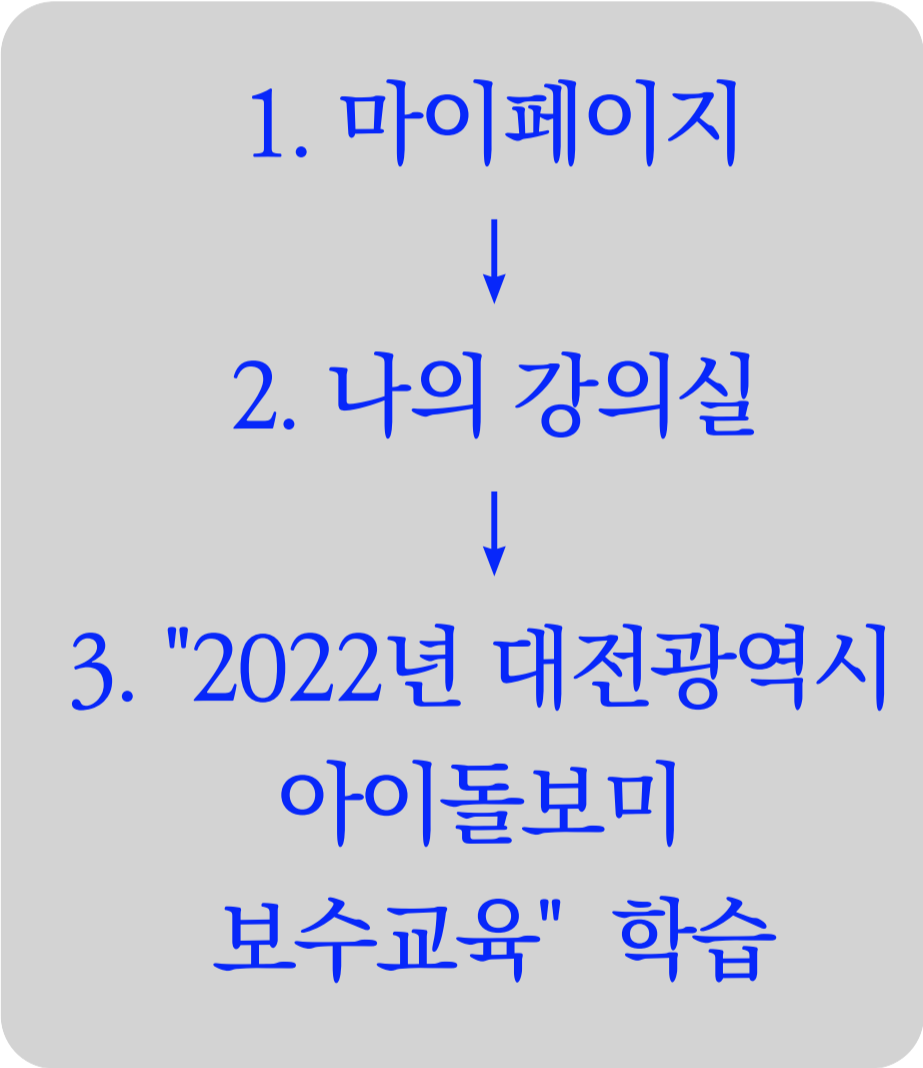 1. 마이페이지
↓
2. 나의 강의실
↓
3. "2022년 대전광역시
아이돌보미
보수교육" 학습